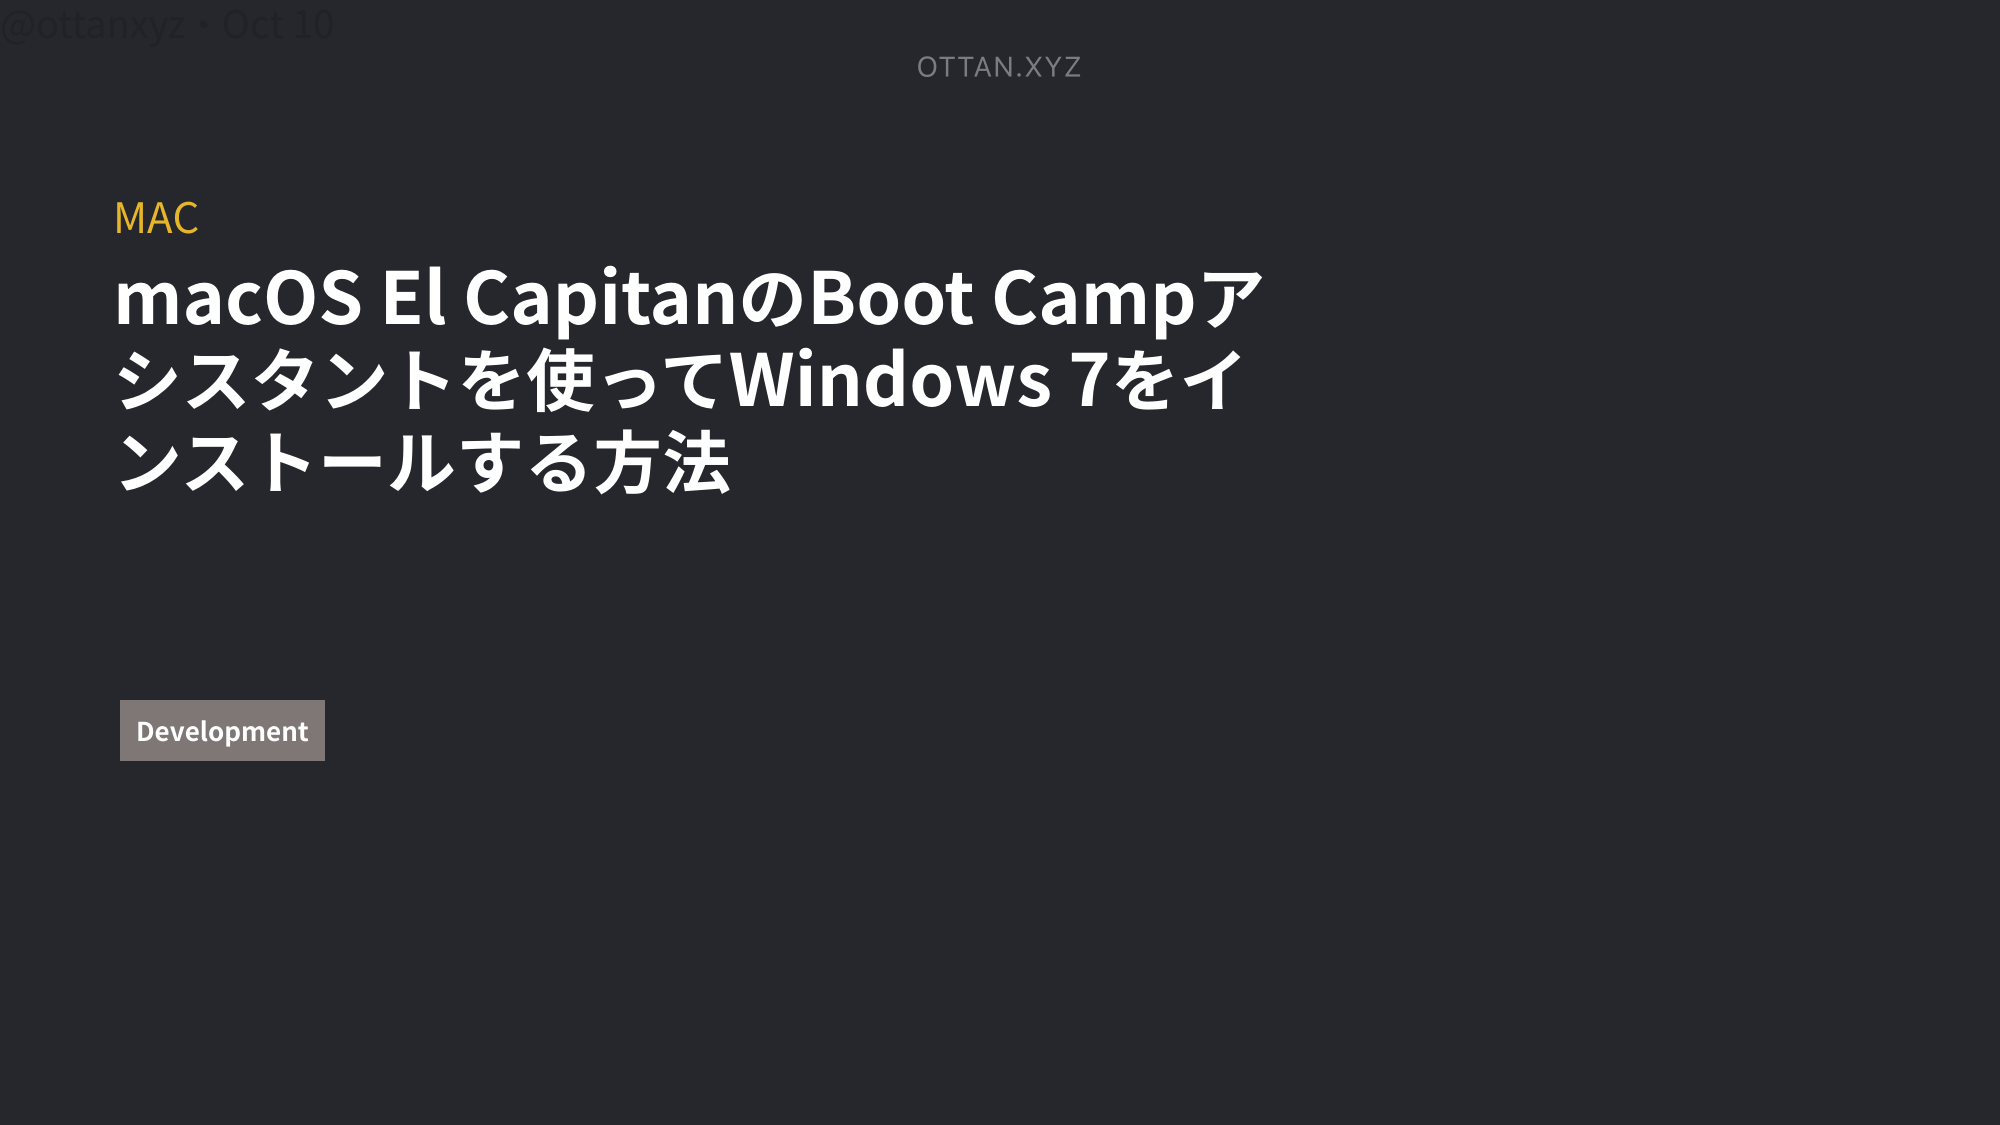 @ottanxyz・Oct 10
OTTAN.XYZ
MAC
macOS El CapitanのBoot Campア
シスタントを使ってWindows 7をイ
ンストールする方法
Development